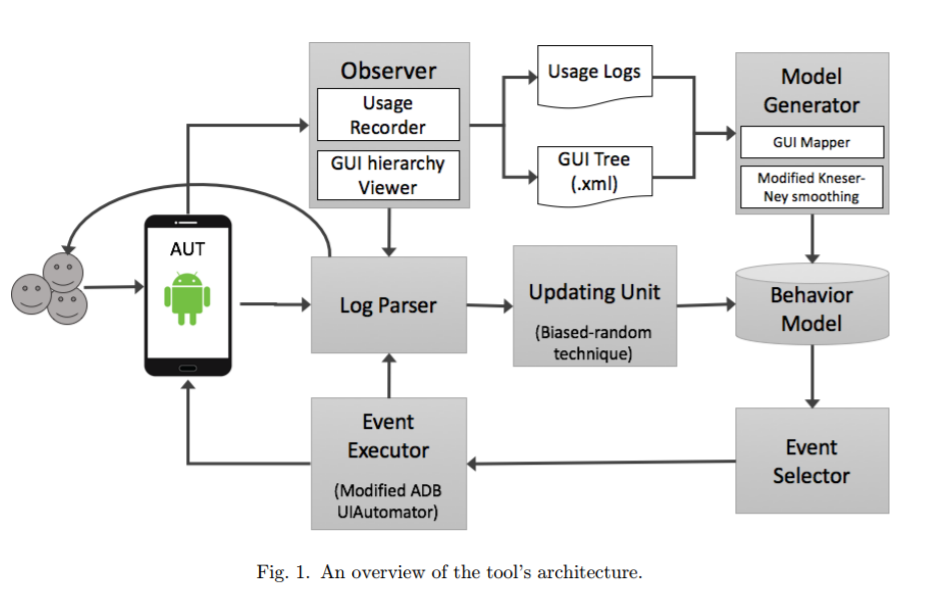 Observer
Usage
Recorder
GUI hierarchy
Viewer
Usage Logs
GUI Tree
(.xml)
Model
Generator
GUI Mapper
Modified Kneser-
Ney smoothing
AUT
Log Parser
Updating Unit
(Biased-random
technique)
Behavior
Model
Event
Executor
(Modified ADB
UIAutomator)
Event
Selector
Fig. 1. An overview of the tool's architecture.